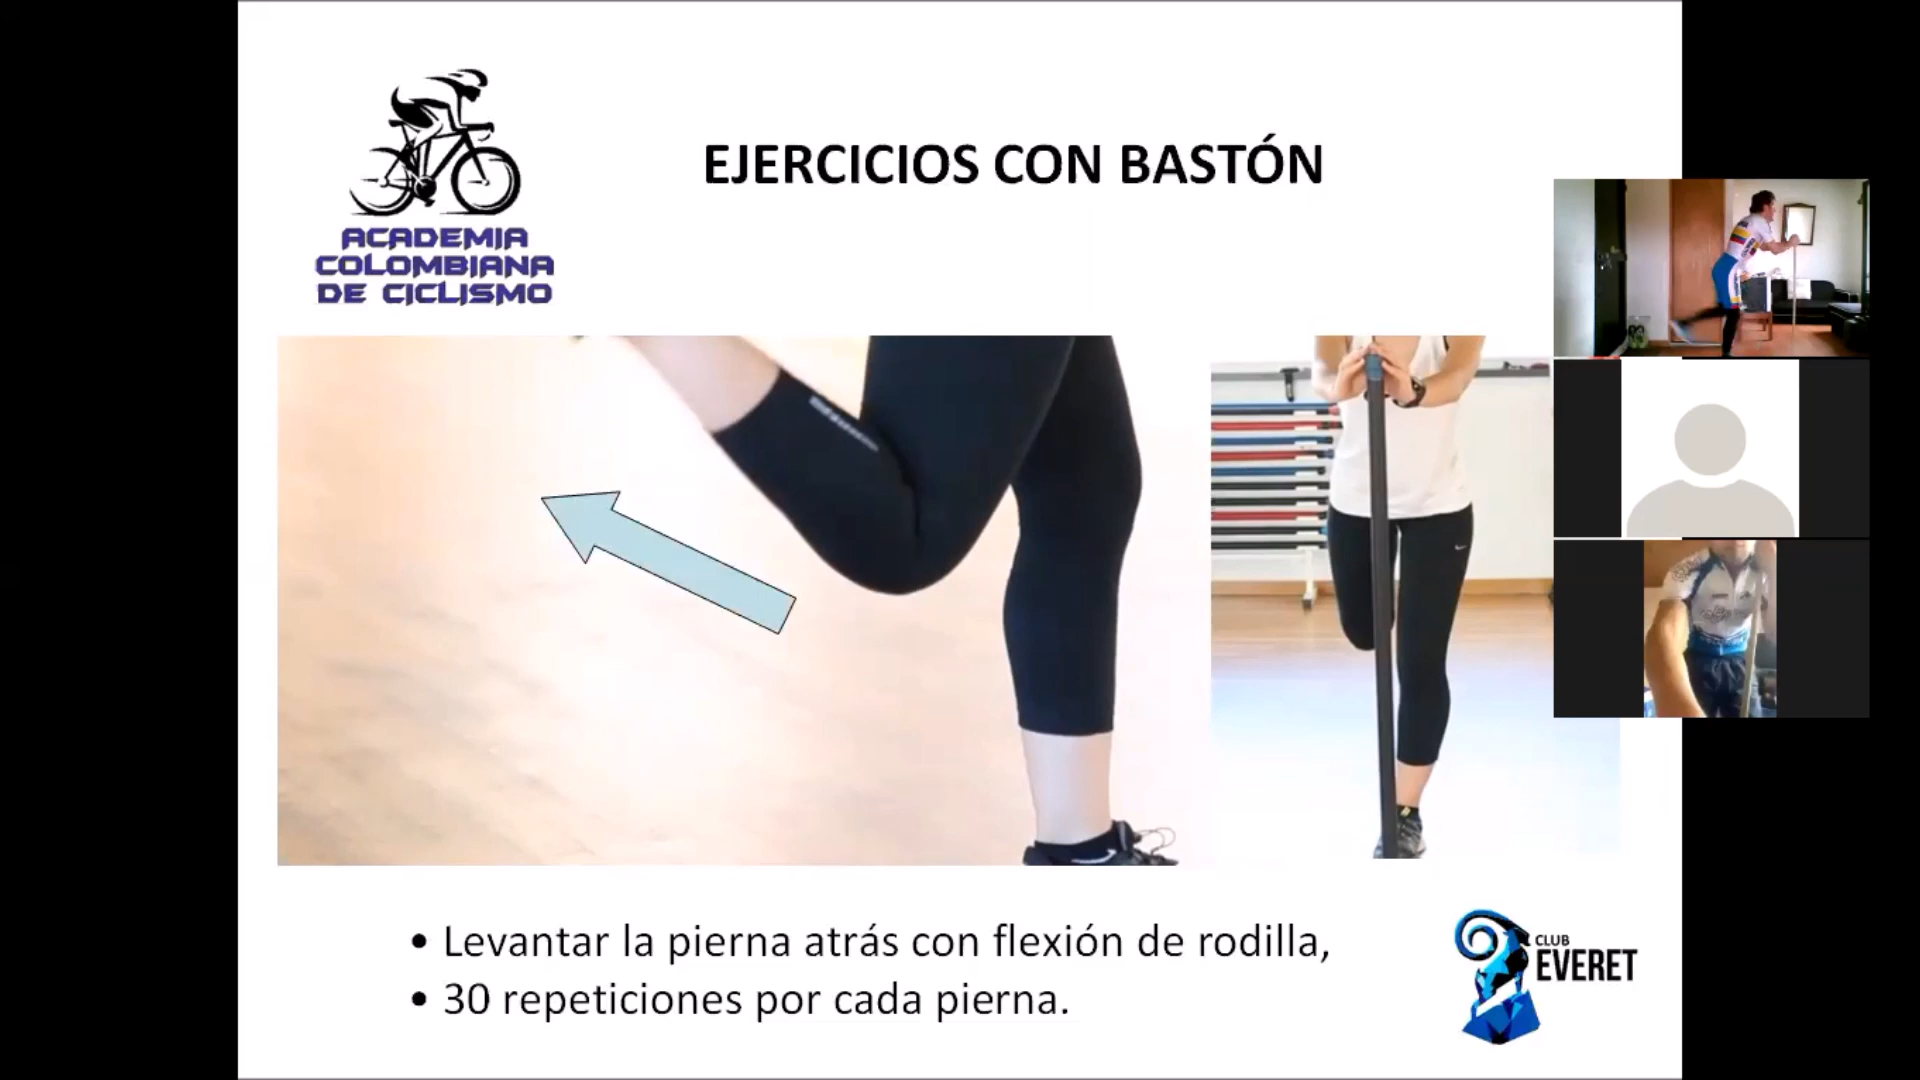 ACADEMIA
COLOMBIANA
DE CICLISMO
EJERCICIOS CON BASTÓN
• Levantar la pierna atrás con flexión de rodilla,
• 30 repeticiones por cada pierna.
CLUB
EVERET